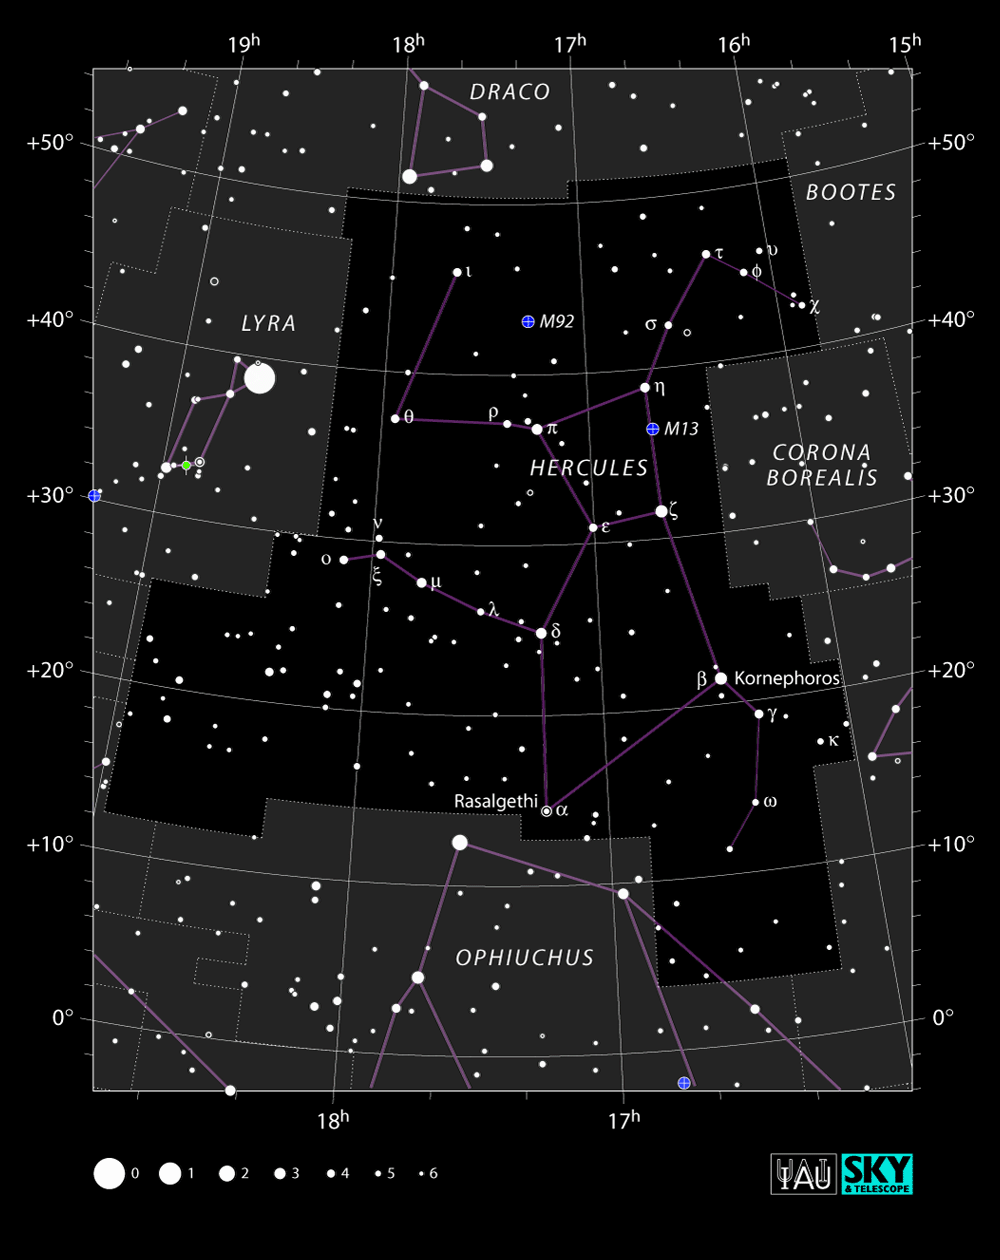 19h 18h 17h 16h 15h
DRACO
+50° +50°
BOOTES
τ υ
φ
ι
χ
+40° M92 +40°
LYRA σ
η
θ ρ π M13
HERCULES CORONA
BOREALIS
+30° +30°
ζ
ν ε
ο
ξ μ
λ
δ
+20° β Kornephoros +20°
γ
κ
Rasalgethi α ω
+10° +10°
OPHIUCHUS
0° 0°
18h 17h
0 1 2 3 4 5 6
IAU SKY
& TELESCOPE